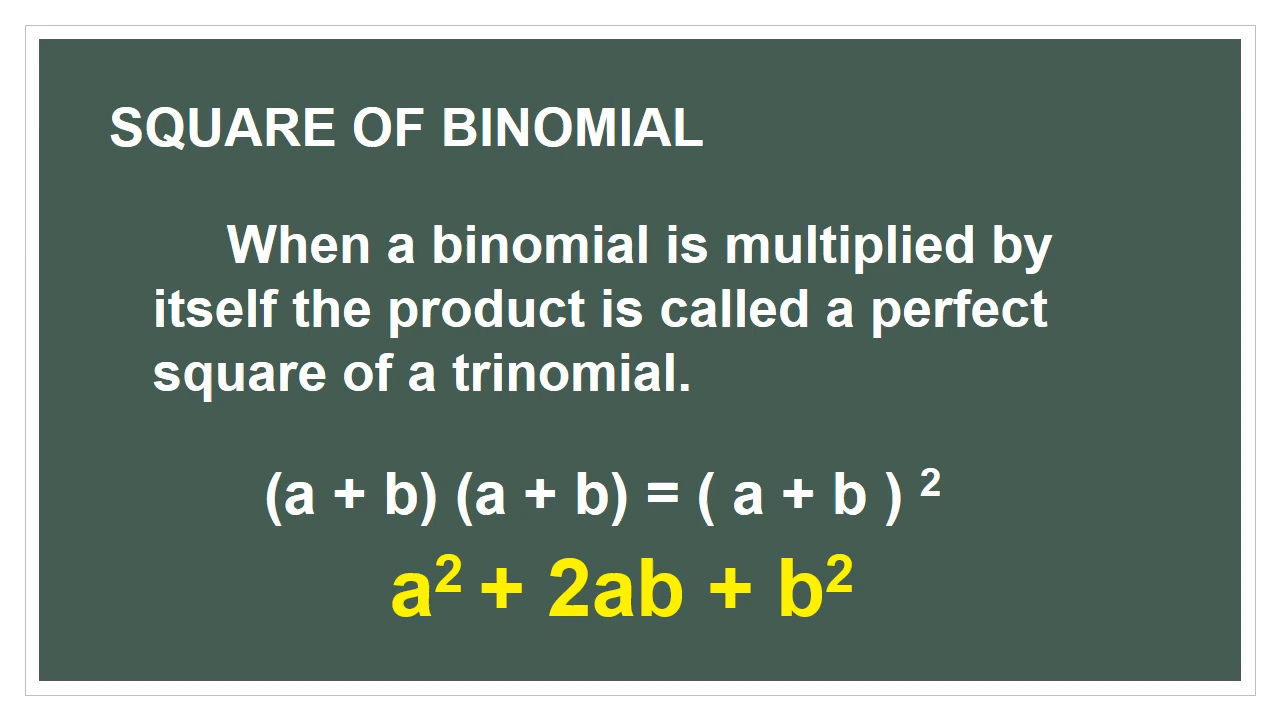 SQUARE OF BINOMIAL
When a binomial is multiplied by
itself the product is called a perfect
square of a trinomial.
(a + b) (a + b) = ( a + b ) ²
a² + 2ab + b²